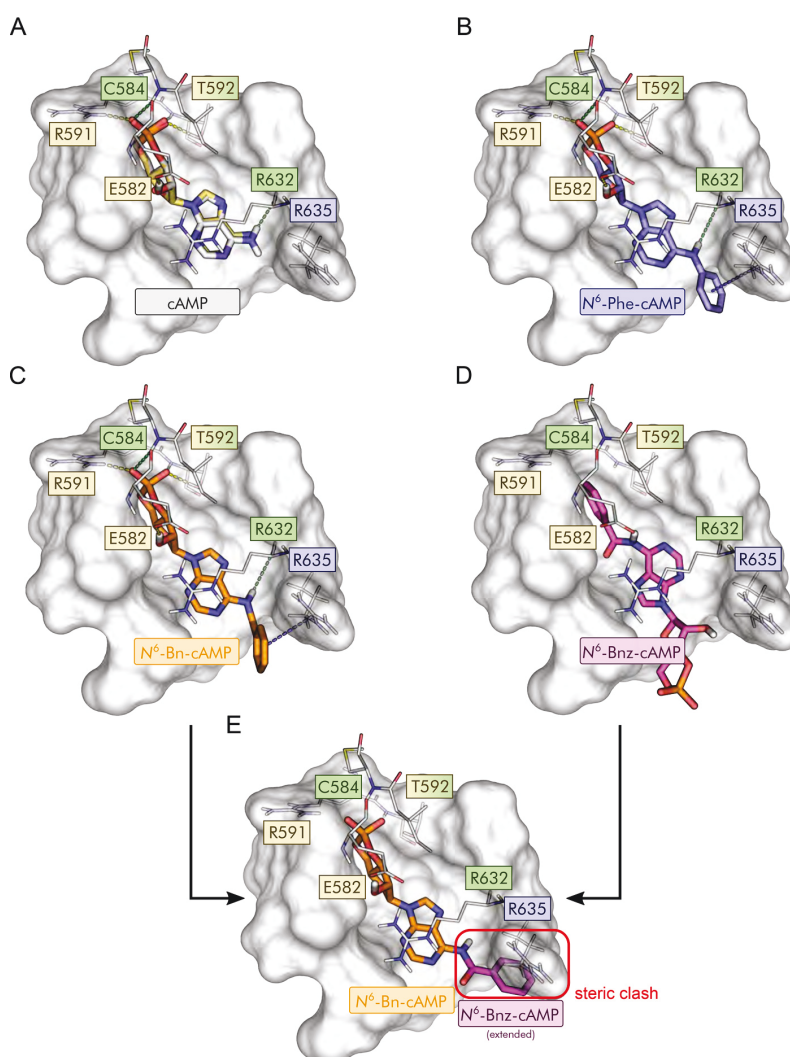 A
C584
T592
R591
E582
R632
R635
cAMP
B
C584
T592
R591
E582
R632
R635
N⁶-Phe-cAMP
C
C584
T592
R591
E582
R632
R635
N⁶-Bn-cAMP
D
C584
T592
R591
E582
R632
R635
N⁶-Bnz-cAMP
E
C584
T592
R591
E582
R632
R635
steric clash
N⁶-Bn-cAMP
N⁶-Bnz-cAMP
(extended)